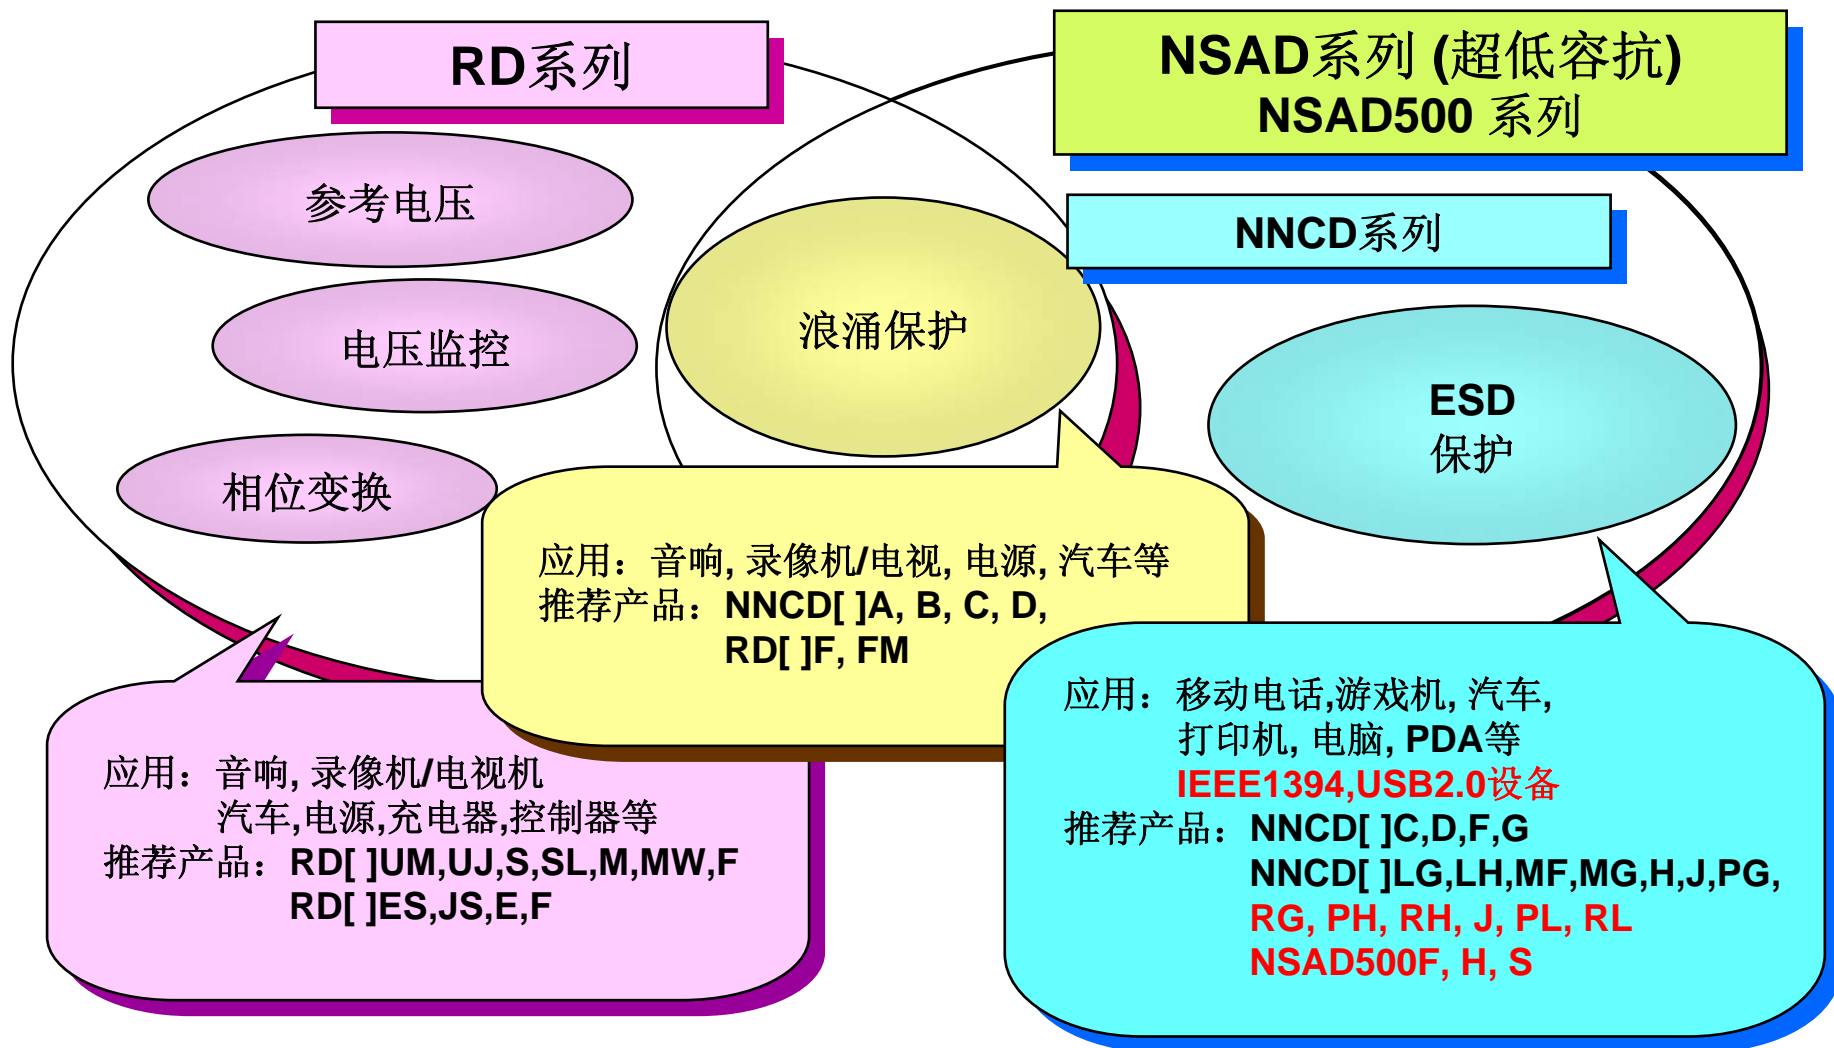 RD系列
NSAD系列 (超低容抗)
NSAD500 系列
NNCD系列
参考电压
电压监控
相位变换
浪涌保护
ESD
保护
应用：音响, 录像机/电视, 电源, 汽车等
推荐产品：NNCD[ ]A, B, C, D,
RD[ ]F, FM
应用：音响, 录像机/电视机
汽车,电源,充电器,控制器等
推荐产品：RD[ ]UM,UJ,S,SL,M,MW,F
RD[ ]ES,JS,E,F
应用：移动电话,游戏机, 汽车,
打印机, 电脑, PDA等
IEEE1394,USB2.0设备
推荐产品：NNCD[ ]C,D,F,G
NNCD[ ]LG,LH,MF,MG,H,J,PG,
RG, PH, RH, J, PL, RL
NSAD500F, H, S